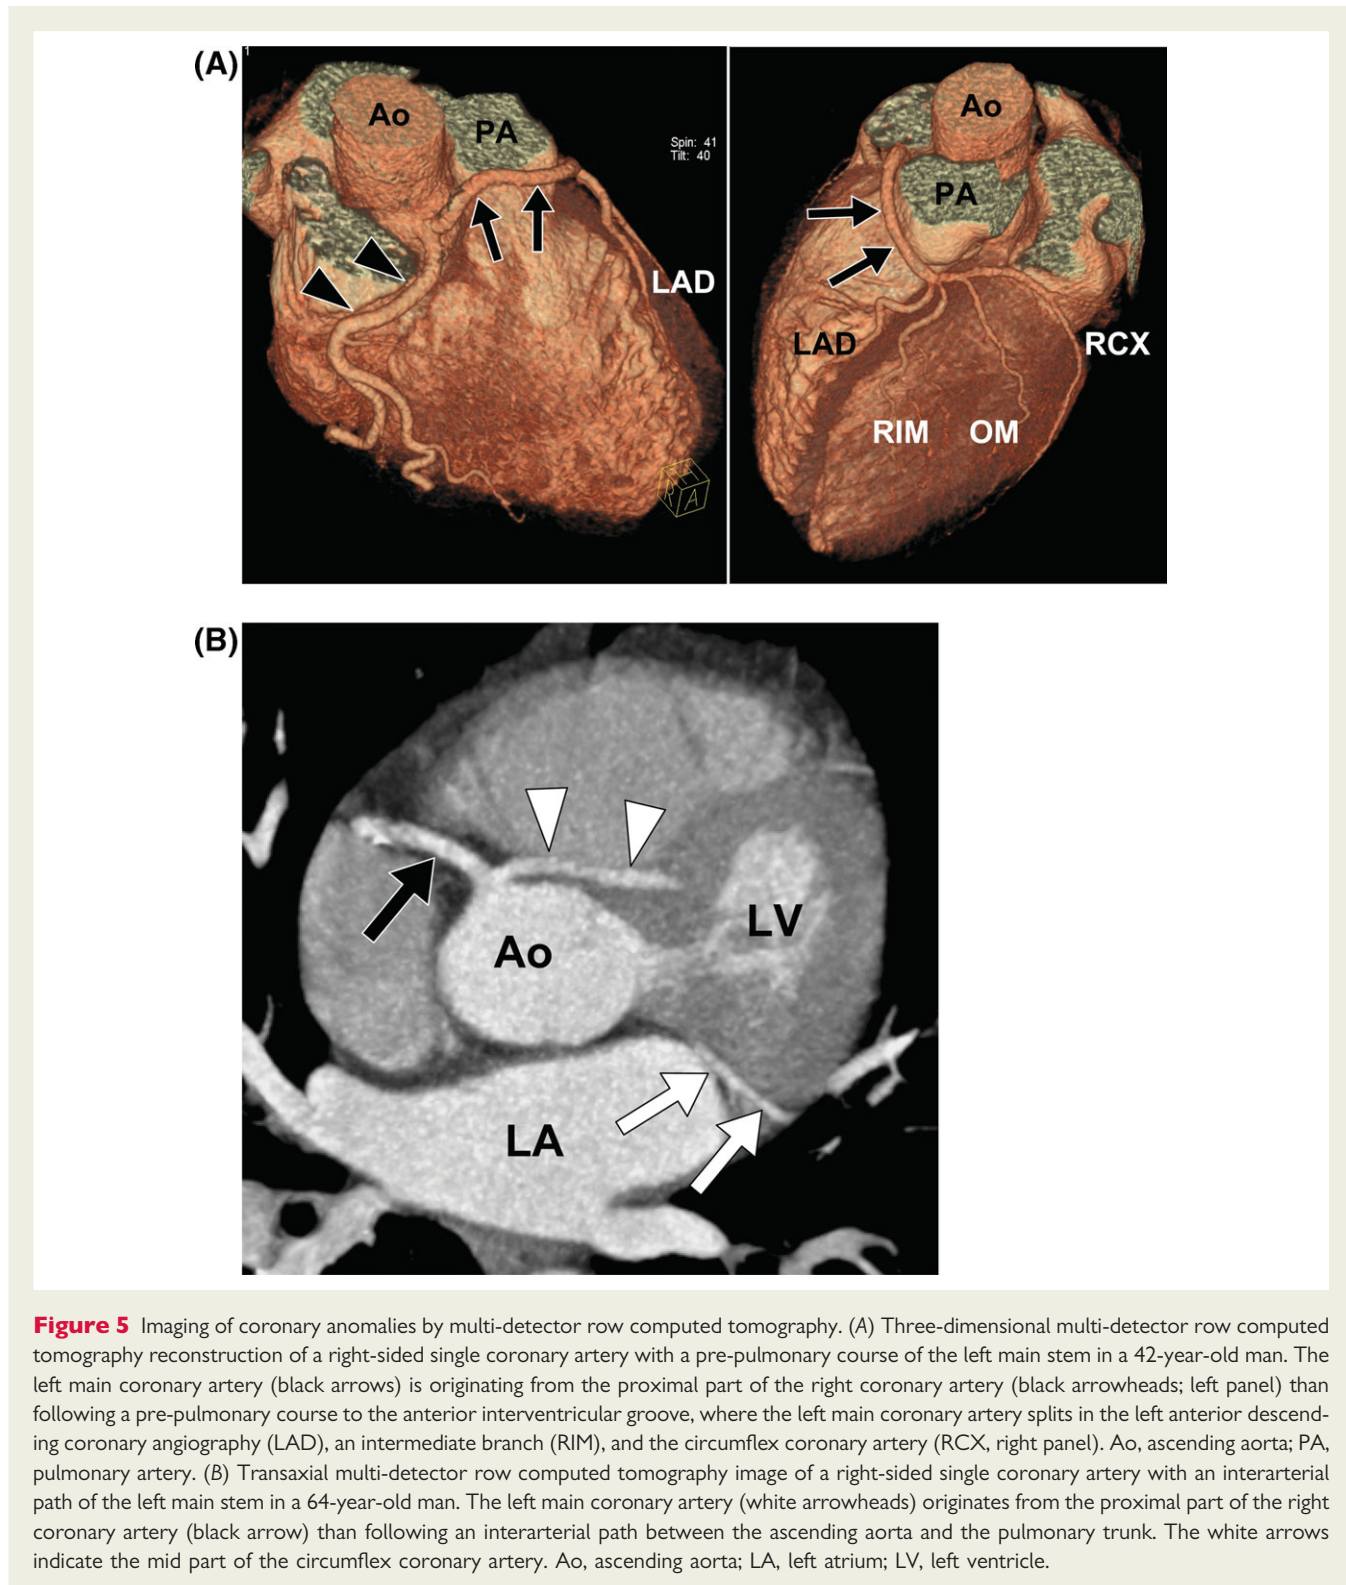 (A)
1
Ao
PA
Spin: 41
Tilt: 40
LAD
R
A
Ao
PA
LAD
RCX
RIM OM
(B)
Ao
LV
LA
Figure 5 Imaging of coronary anomalies by multi-detector row computed tomography. (A) Three-dimensional multi-detector row computed
tomography reconstruction of a right-sided single coronary artery with a pre-pulmonary course of the left main stem in a 42-year-old man. The
left main coronary artery (black arrows) is originating from the proximal part of the right coronary artery (black arrowheads; left panel) than
following a pre-pulmonary course to the anterior interventricular groove, where the left main coronary artery splits in the left anterior descend-
ing coronary angiography (LAD), an intermediate branch (RIM), and the circumflex coronary artery (RCX, right panel). Ao, ascending aorta; PA,
pulmonary artery. (B) Transaxial multi-detector row computed tomography image of a right-sided single coronary artery with an interarterial
path of the left main stem in a 64-year-old man. The left main coronary artery (white arrowheads) originates from the proximal part of the right
coronary artery (black arrow) than following an interarterial path between the ascending aorta and the pulmonary trunk. The white arrows
indicate the mid part of the circumflex coronary artery. Ao, ascending aorta; LA, left atrium; LV, left ventricle.